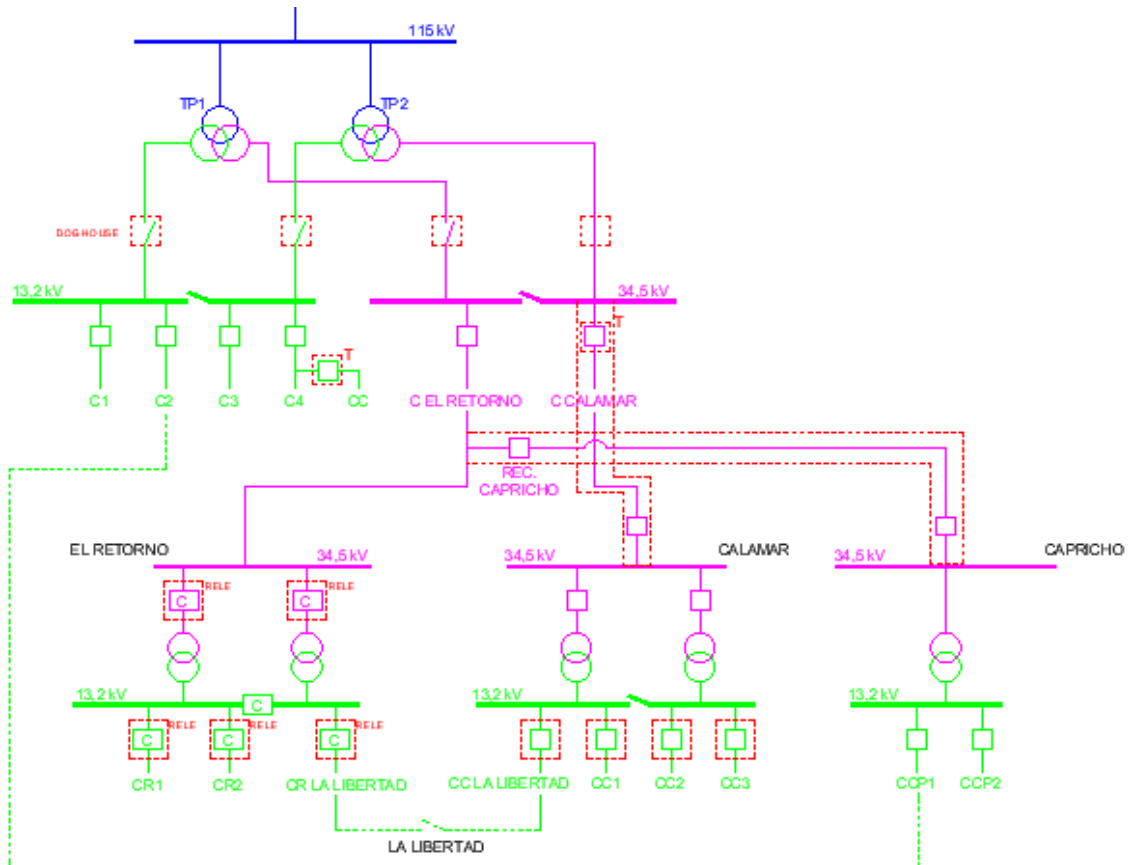 115 kV
TP1
TP2
DOGHOUSE
13,2 kV
34,5 kV
T
T
C1
C2
C3
C4
CC
C EL RETORNO
C CALAMAR
REC.
CAPRICHO
EL RETORNO
34,5 kV
34,5 kV
CALAMAR
34,5 kV
CAPRICHO
C
RELE
C
RELE
13,2 kV
C
13,2 kV
13,2 kV
C
RELE
C
RELE
C
RELE
CR1
CR2
CR LA LIBERTAD
CC LA LIBERTAD
CC1
CC2
CC3
CCP1
CCP2
LA LIBERTAD